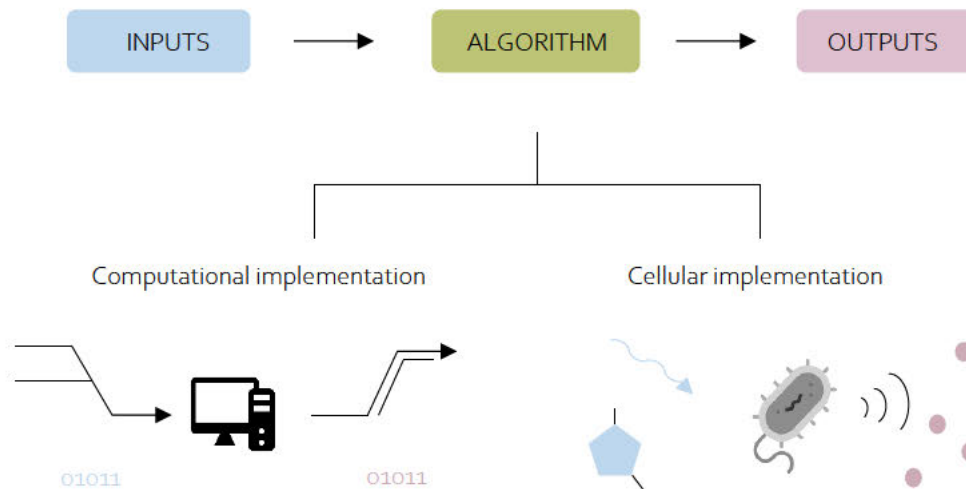 INPUTS
ALGORITHM
OUTPUTS
Computational implementation
Cellular implementation
01011
01011